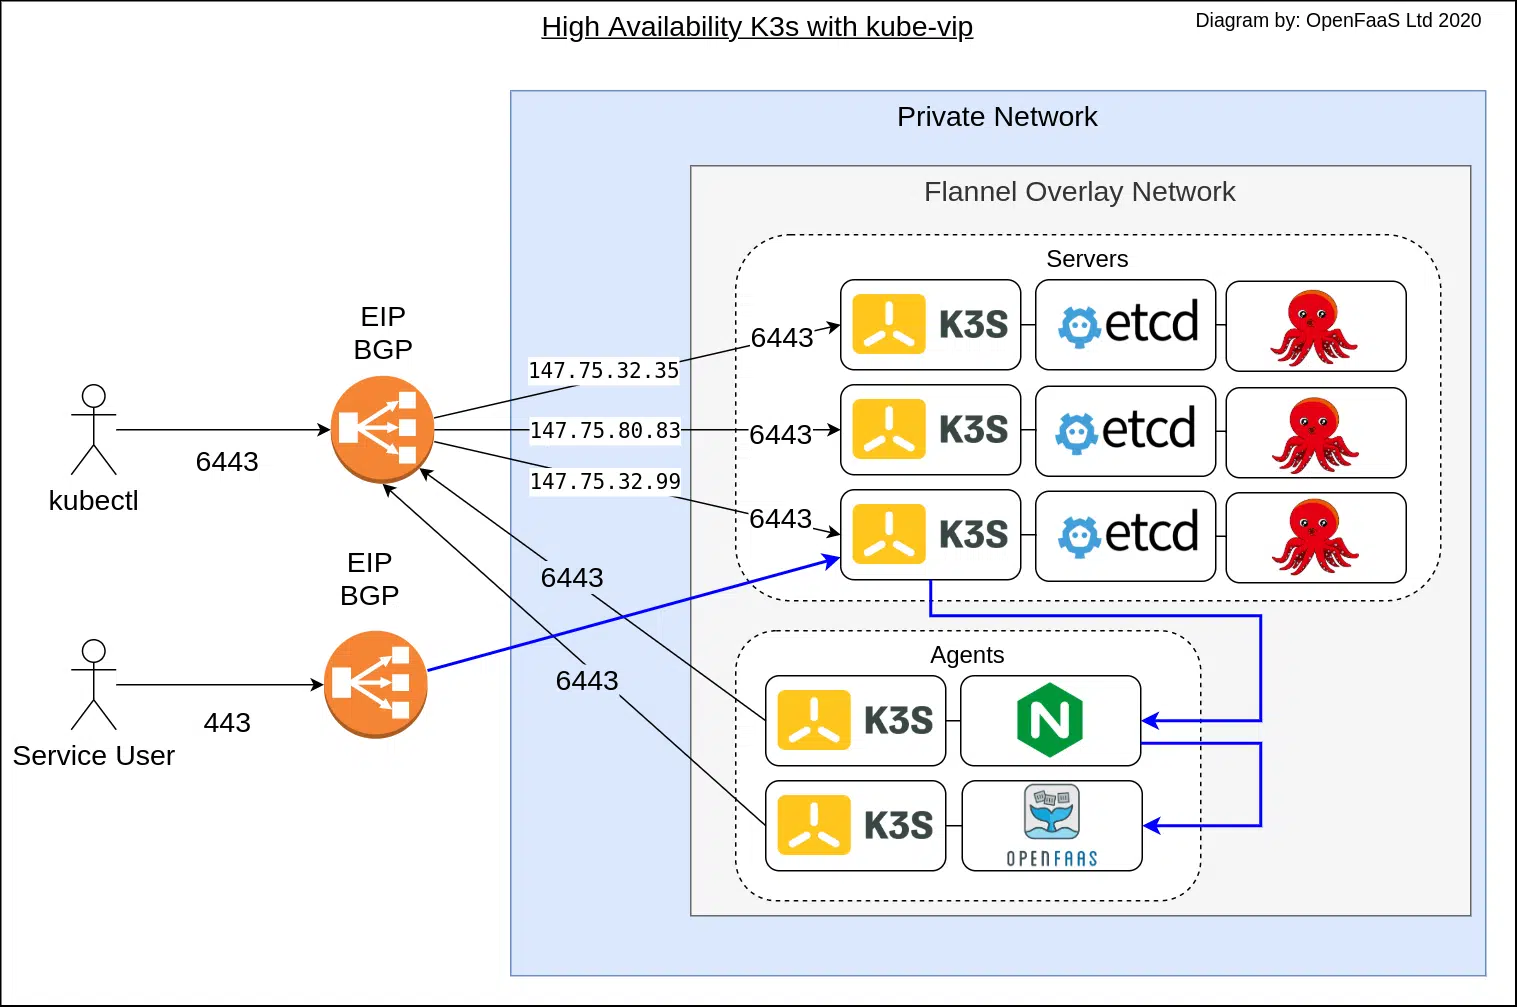 High Availability K3s with kube-vip
Diagram by: OpenFaaS Ltd 2020
Private Network
Flannel Overlay Network
Servers
K3S
etcd
K3S
etcd
K3S
etcd
EIP
BGP
147.75.32.35
6443
147.75.80.83
6443
147.75.32.99
6443
6443
kubectl
6443
6443
EIP
BGP
443
Service User
Agents
K3S
N
K3S
OPENFAAS